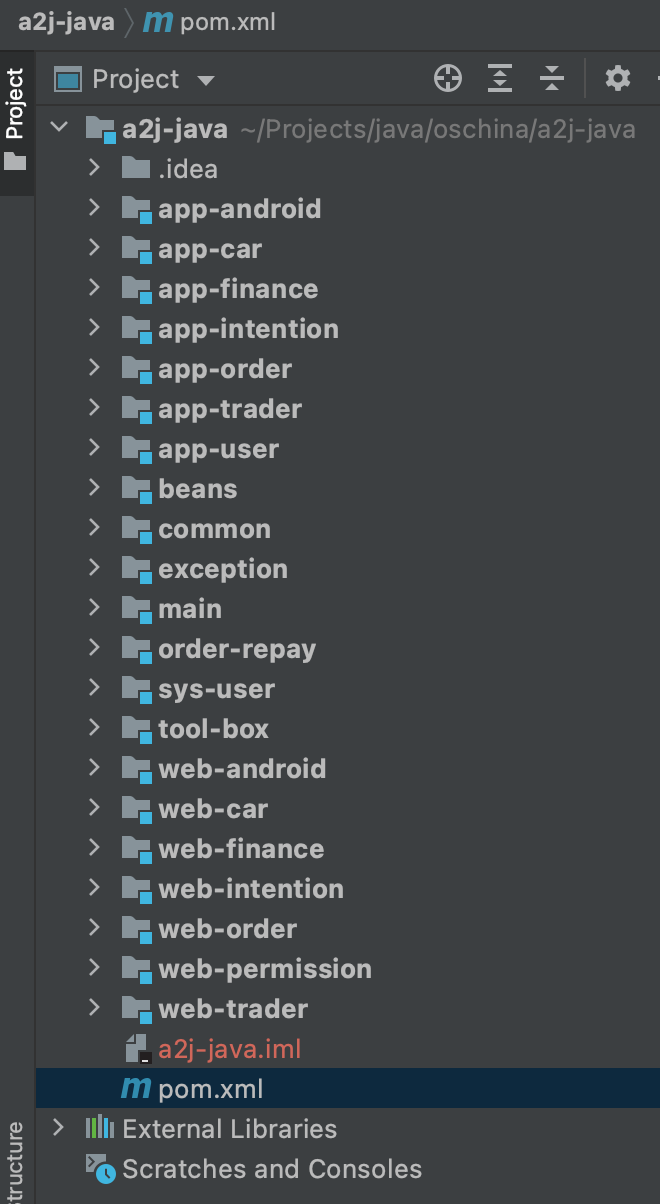 a2j-java pom.xml
Project
Project
a2j-java ~/Projects/java/oschina/a2j-java
.idea
app-android
app-car
app-finance
app-intention
app-order
app-trader
app-user
beans
common
exception
main
order-repay
sys-user
tool-box
web-android
web-car
web-finance
web-intention
web-order
web-permission
web-trader
a2j-java.iml
pom.xml
External Libraries
Scratches and Consoles
tructure